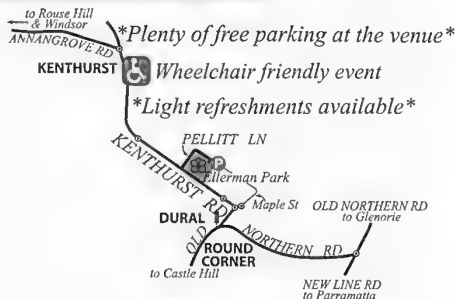 to Rouse Hill
& Windsor
*Plenty of free parking at the venue*
ANNANGROVE RD
KENTHURST
Wheelchair friendly event
*Light refreshments available*
PELLITT LN
KENTHURST RD
P
Ellerman Park
Maple St
DURAL
OLD NORTHERN RD
to Glenorie
OLD NORTHERN RD
ROUND
CORNER
to Castle Hill
NEW LINE RD
to Parramatta